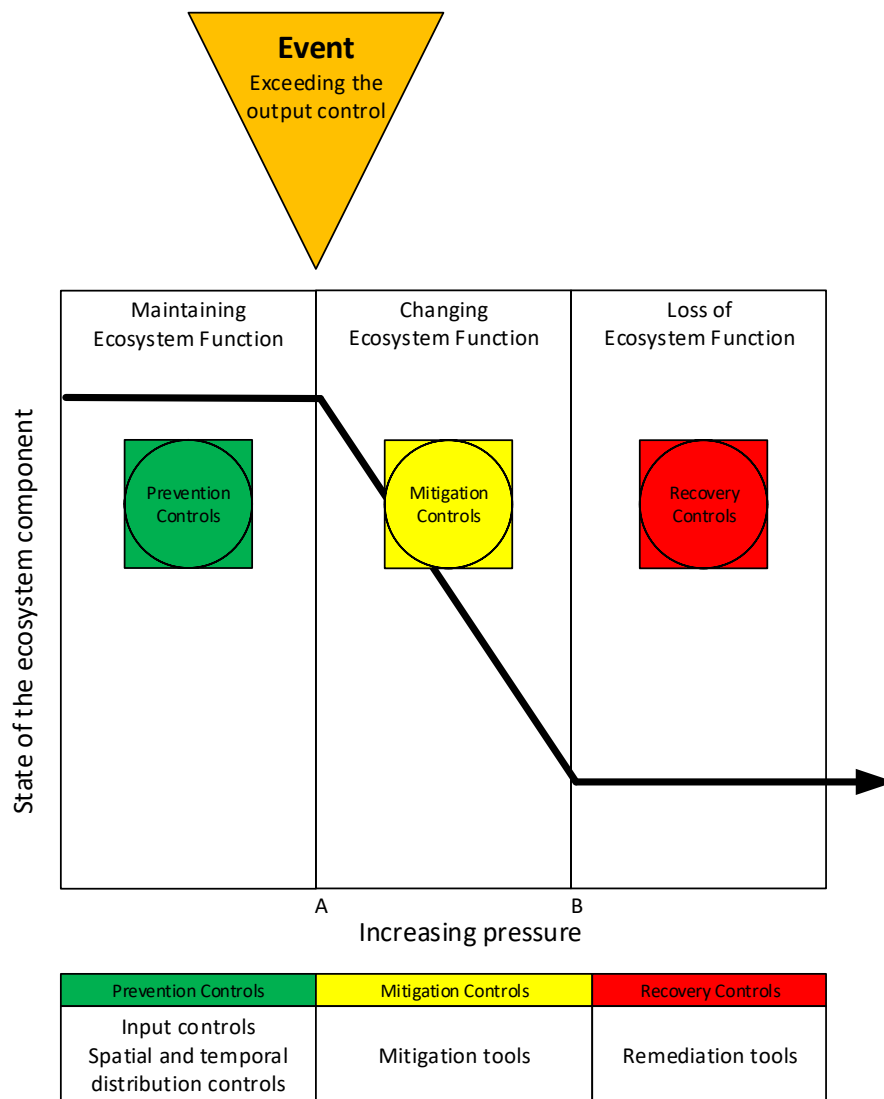 Event
Exceeding the
output control
Maintaining
Ecosystem Function
Changing
Ecosystem Function
Loss of
Ecosystem Function
State of the ecosystem component
Prevention
Controls
Mitigation
Controls
Recovery
Controls
A
B
Increasing pressure
Prevention Controls
Mitigation Controls
Recovery Controls
Input controls
Spatial and temporal
distribution controls
Mitigation tools
Remediation tools